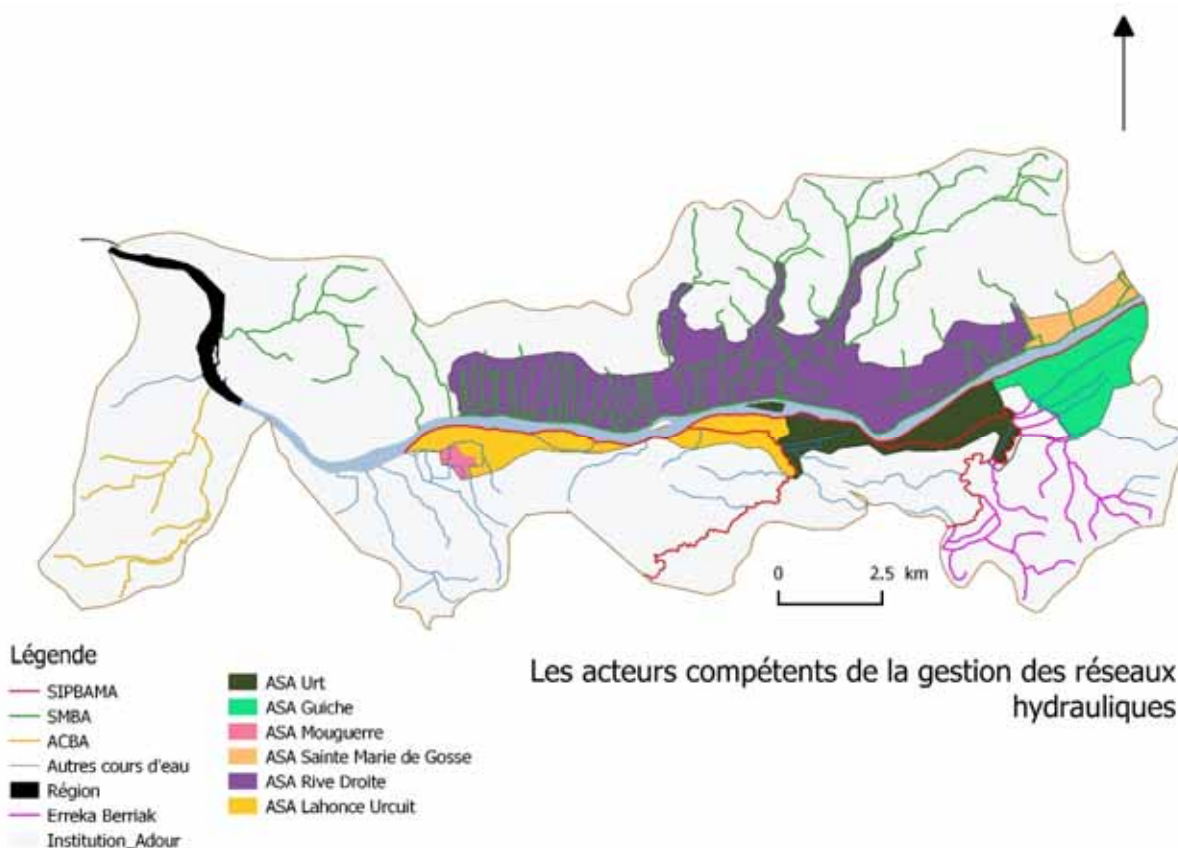 0 2.5 km
Les acteurs compétents de la gestion des réseaux
hydrauliques
Légende
SIPBAMA
SMBA
ACBA
Autres cours d'eau
Région
Erreka Berriak
Institution_Adour
ASA Urt
ASA Guiche
ASA Mouguerre
ASA Sainte Marie de Gosse
ASA Rive Droite
ASA Lahonce Urcuit